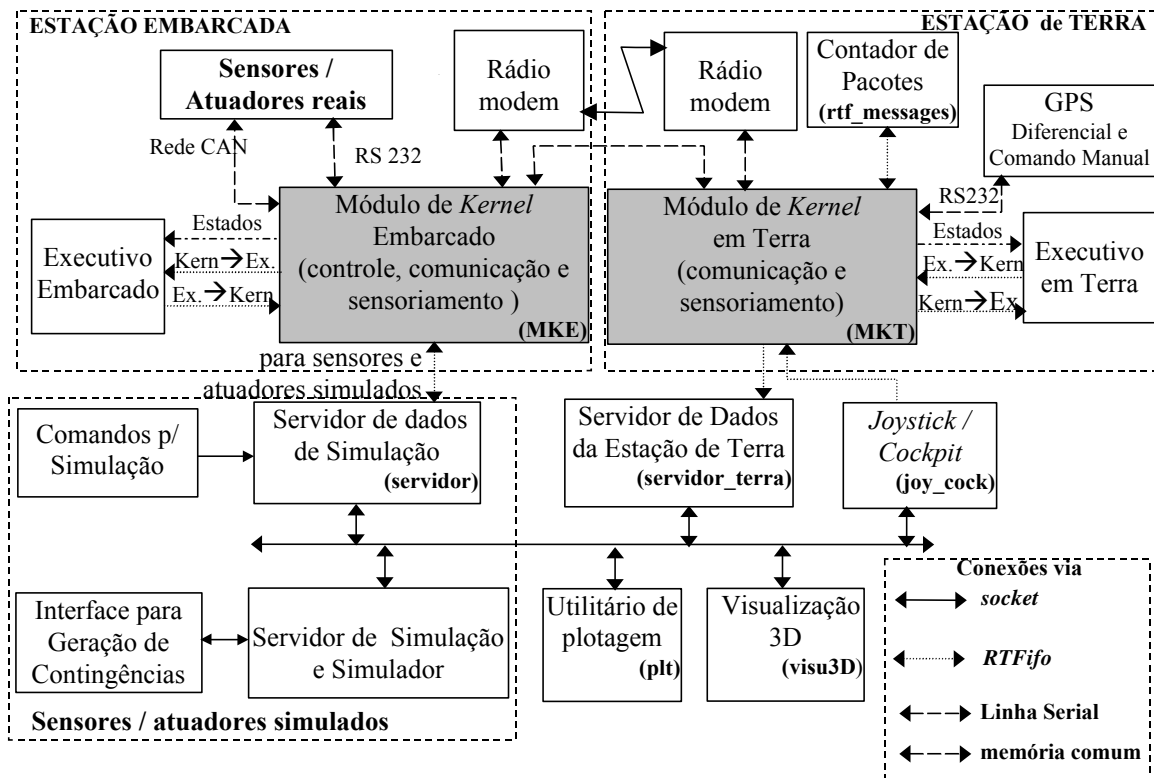 ESTAÇÃO EMBARCADA
Sensores /
Atuadores reais
Rádio
modem
Rede CAN
RS 232
Módulo de Kernel
Embarcado
(controle, comunicação e
sensoriamento )
(MKE)
Executivo
Embarcado
Estados
Kern→Ex.
Ex.→Kern
ESTAÇÃO de TERRA
Rádio
modem
Contador de
Pacotes
(rtf_messages)
GPS
Diferencial e
Comando Manual
RS232
Módulo de Kernel
em Terra
(comunicação e
sensoriamento)
(MKT)
Estados
Ex.→Kern
Kern→Ex
Executivo
em Terra
para sensores e
atuadores simulados
Comandos p/
Simulação
Servidor de dados
de Simulação
(servidor)
Servidor de Dados
da Estação de Terra
(servidor_terra)
Joystick /
Cockpit
(joy_cock)
Interface para
Geração de
Contingências
Servidor de Simulação
e Simulador
Sensores / atuadores simulados
Utilitário de
plotagem
(plt)
Visualização
3D
(visu3D)
Conexões via
socket
RTFifo
Linha Serial
memória comum